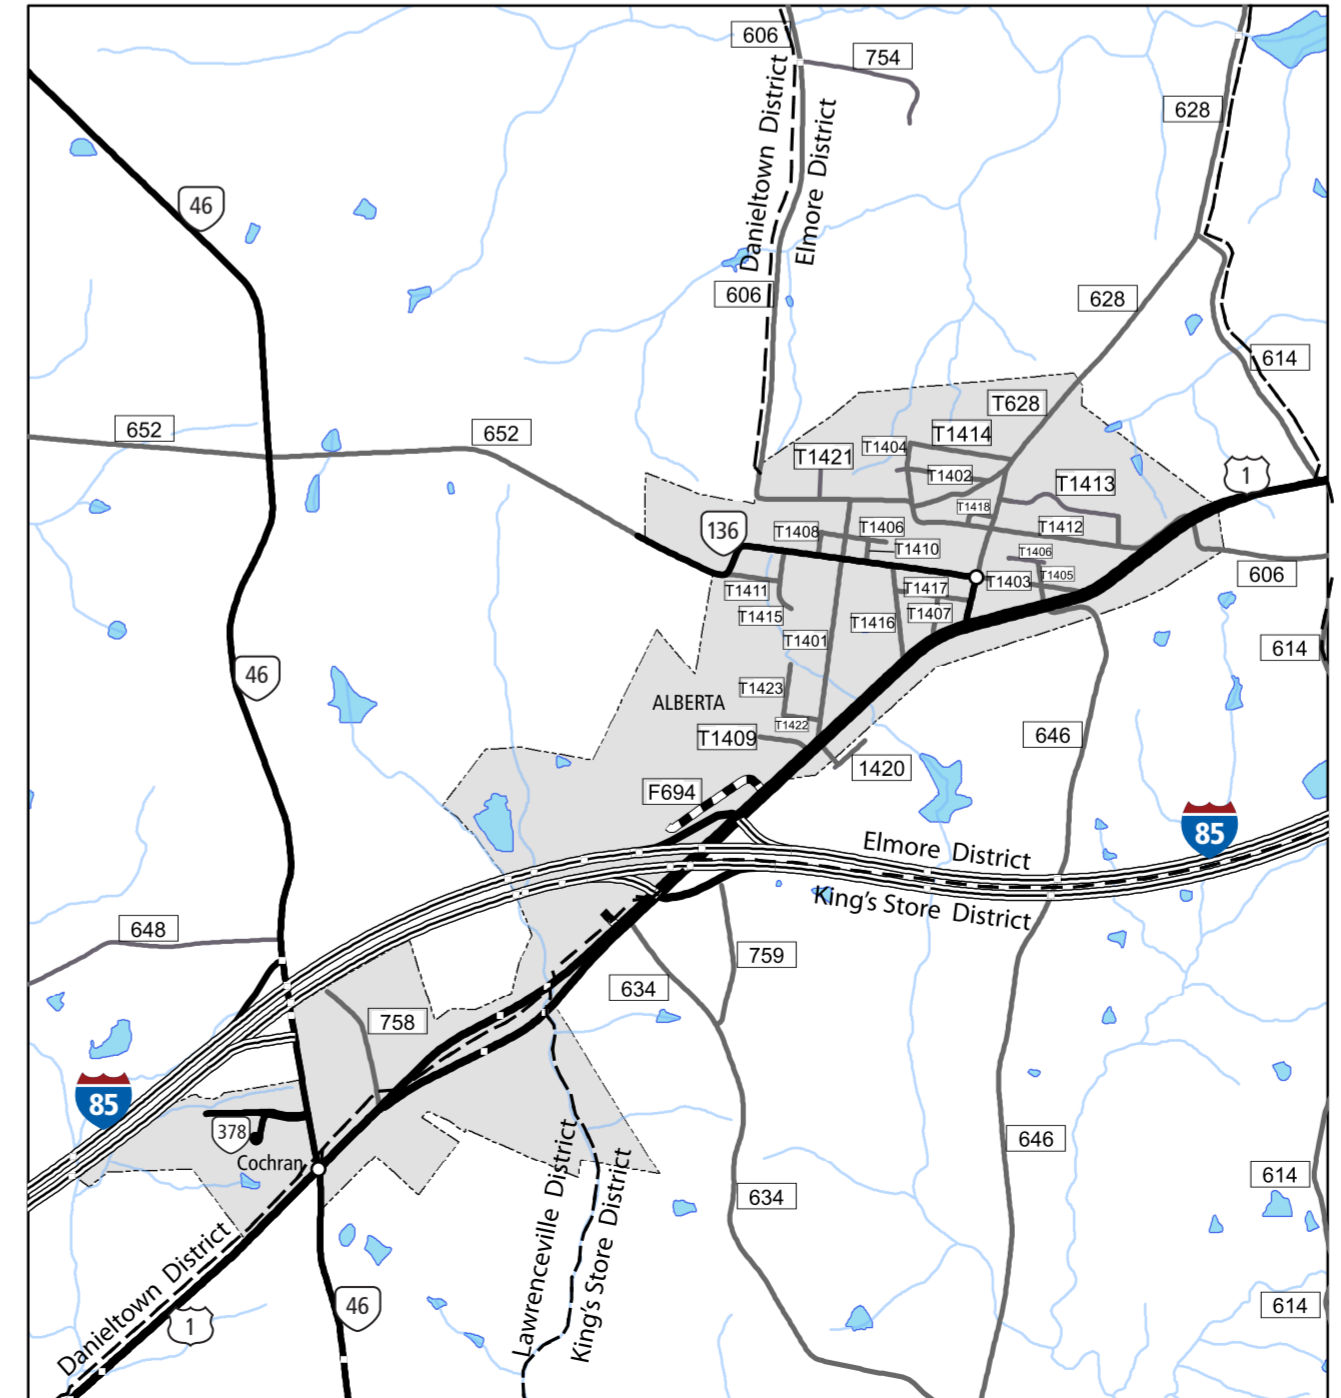 606
754
628
Danieltown District
Elmore District
46
606
628
614
T628
652
652
T1404
T1414
T1421
T1402
T1413
1
T1418
136
T1408
T1406
T1412
T1410
T1406
T1411
T1417
T1403
T1405
606
T1415
T1407
T1416
T1401
614
46
T1423
ALBERTA
T1422
T1409
646
1420
F694
85
Elmore District
King's Store District
648
759
634
758
85
378
646
Cochran
614
634
Lawrenceville District
King's Store District
Danieltown District
46
614
1